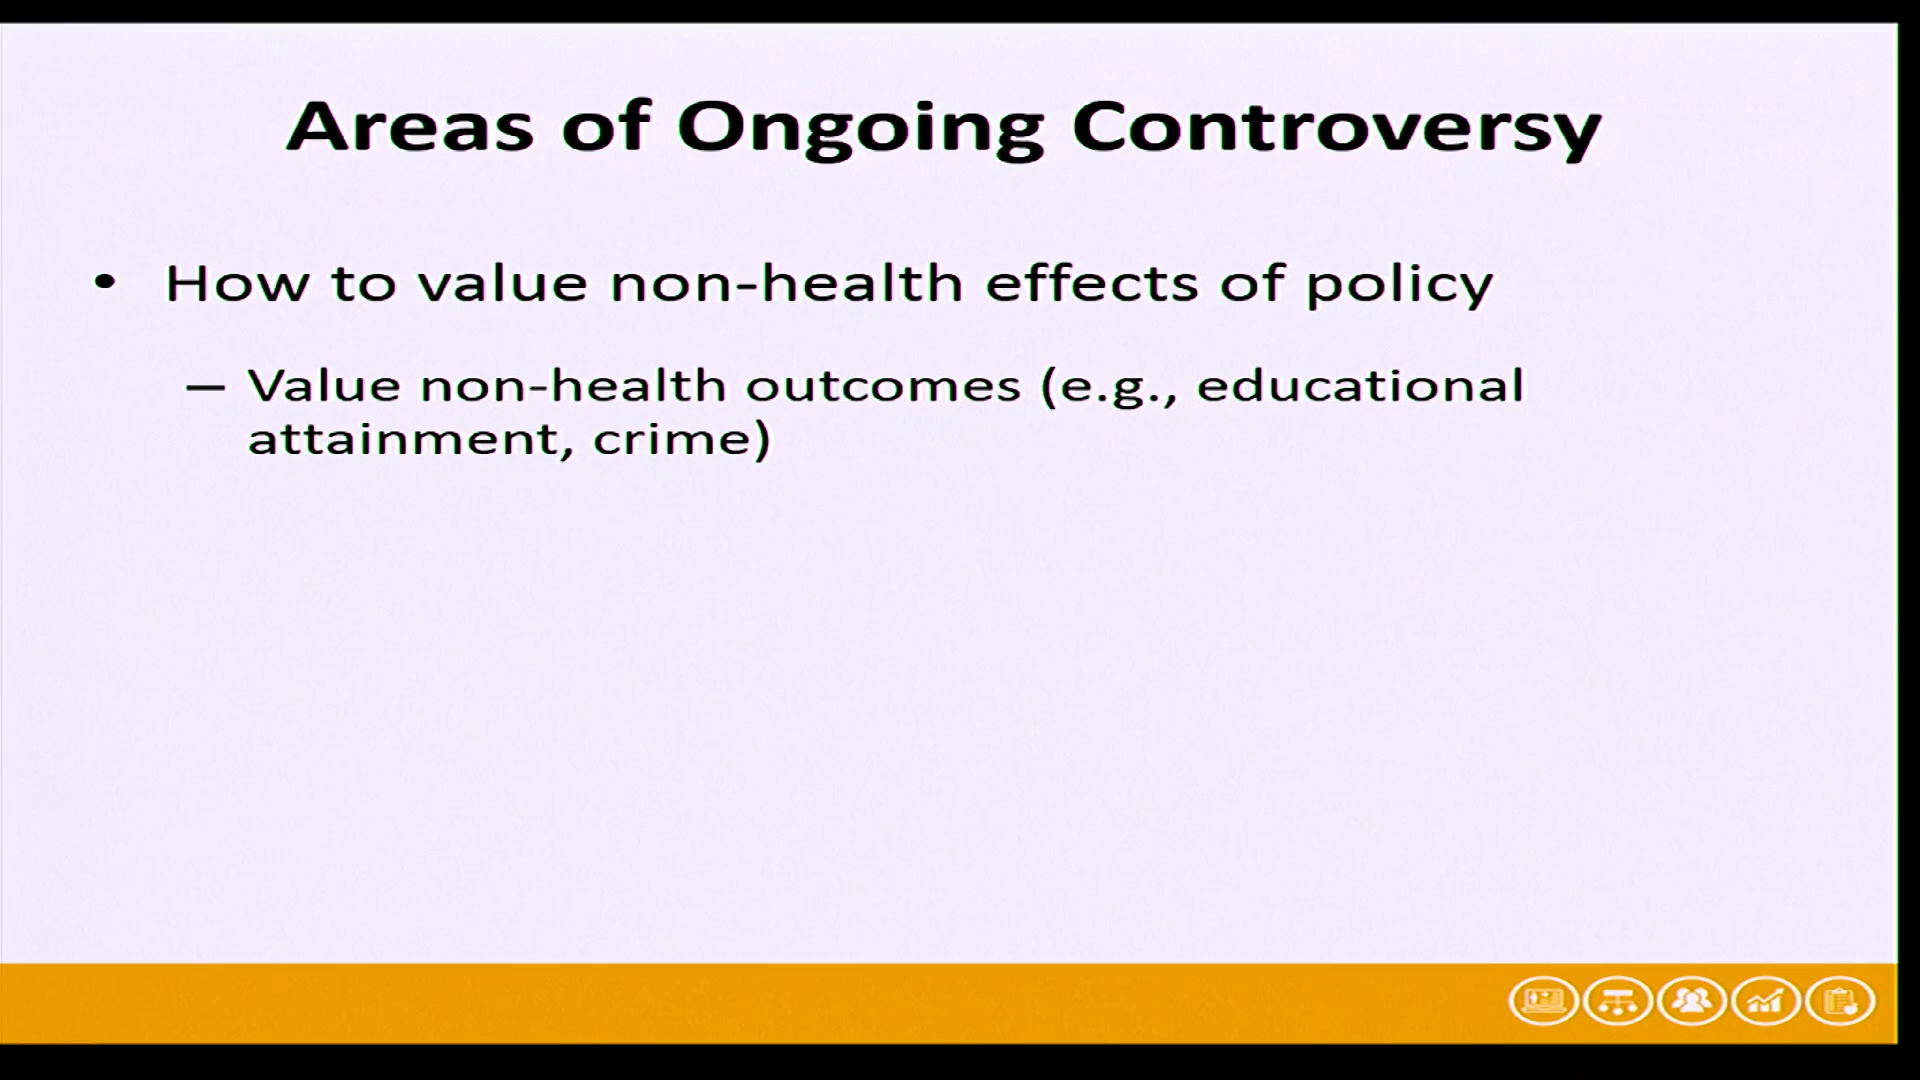 Areas of Ongoing Controversy
• How to value non-health effects of policy
– Value non-health outcomes (e.g., educational
attainment, crime)